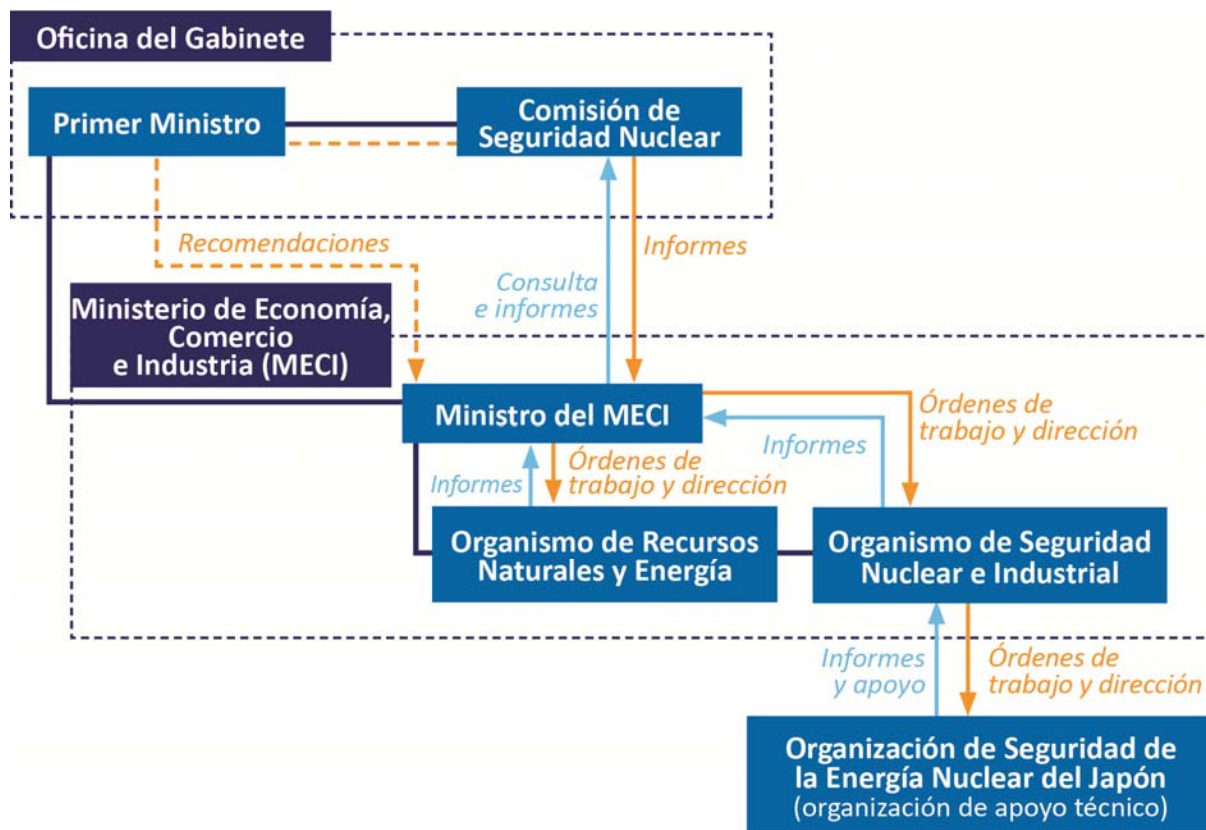 Oficina del Gabinete
Primer Ministro
Comisión de
Seguridad Nuclear
Recomendaciones
Informes
Consulta
e informes
Ministerio de Economía,
Comercio
e Industria (MECI)
Ministro del MECI
Órdenes de
trabajo y dirección
Informes
Informes
Órdenes de
trabajo y dirección
Organismo de Recursos
Naturales y Energía
Organismo de Seguridad
Nuclear e Industrial
Informes
y apoyo
Órdenes de
trabajo y dirección
Organización de Seguridad de
la Energía Nuclear del Japón
(organización de apoyo técnico)